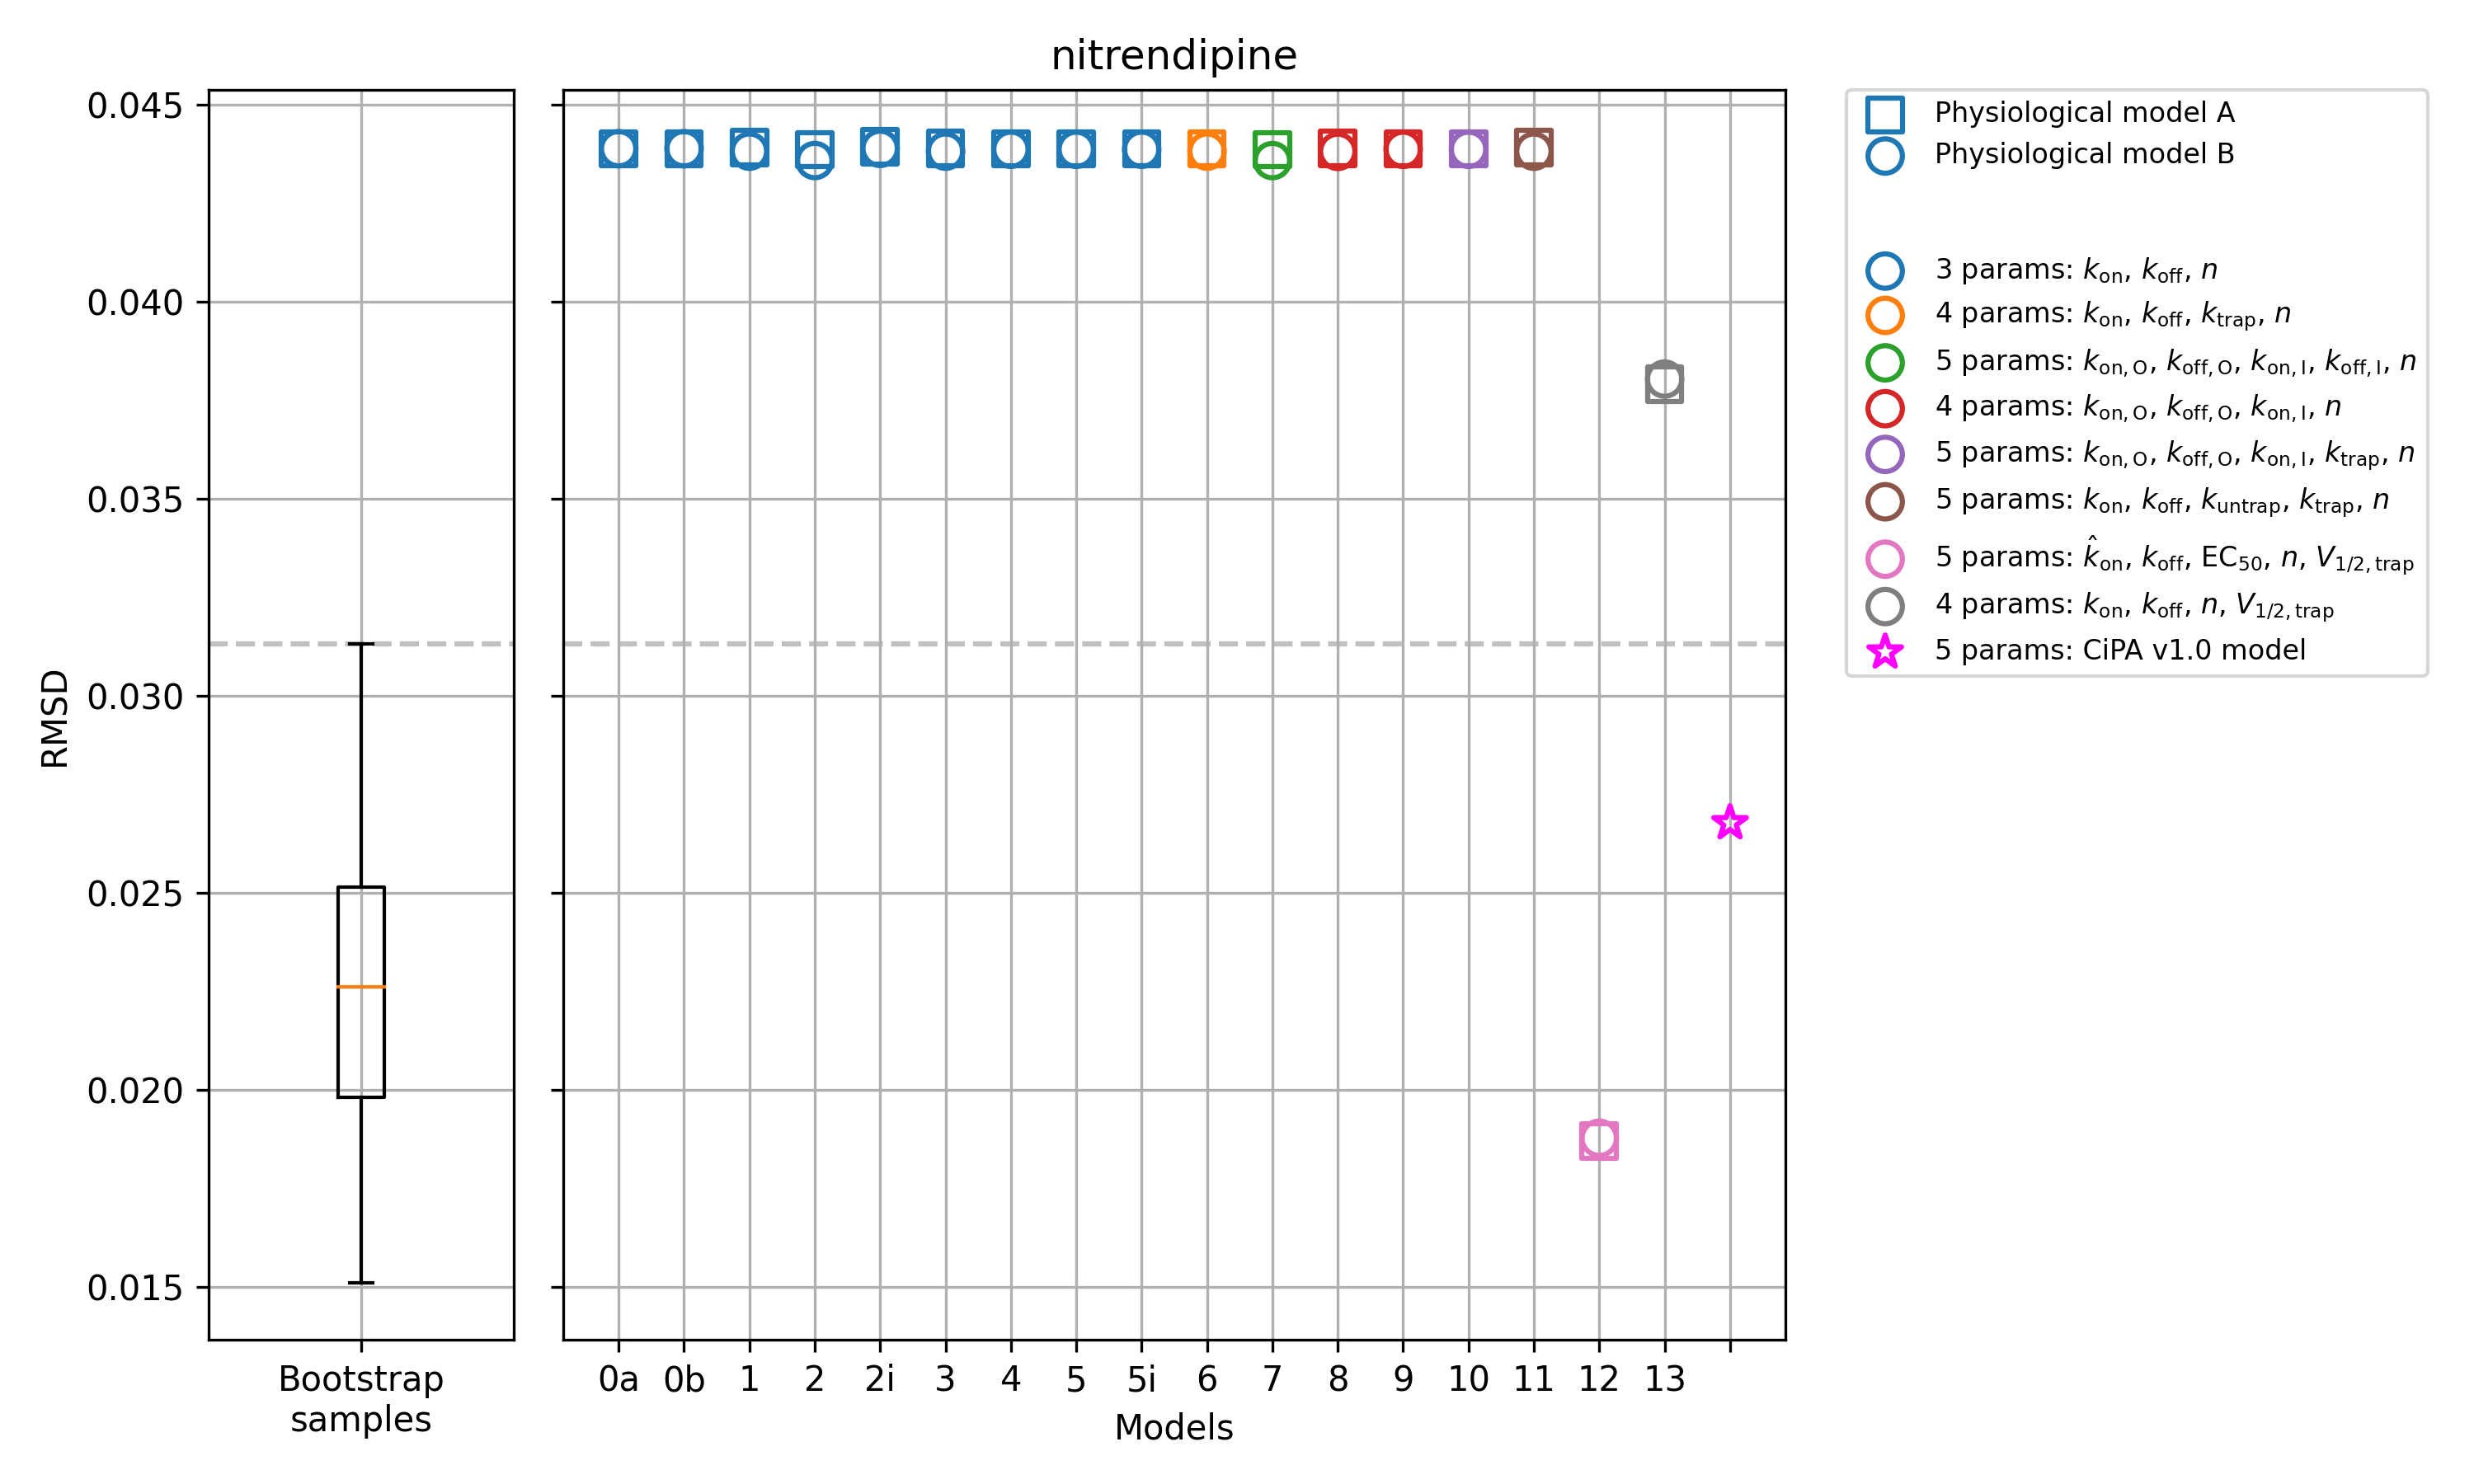 nitrendipine
RMSD
0.045
0.040
0.035
0.030
0.025
0.020
0.015
Bootstrap
samples
0a 0b 1 2 2i 3 4 5 5i 6 7 8 9 10 11 12 13
Models
Physiological model A
Physiological model B
3 params: k_on, k_off, n
4 params: k_on, k_off, k_trap, n
5 params: k_on,O, k_off,O, k_on,I, k_off,I, n
4 params: k_on,O, k_off,O, k_on,I, n
5 params: k_on,O, k_off,O, k_on,I, k_trap, n
5 params: k_on, k_off, k_untrap, k_trap, n
5 params: k̂_on, k_off, EC_50, n, V_1/2,trap
4 params: k_on, k_off, n, V_1/2,trap
5 params: CiPA v1.0 model